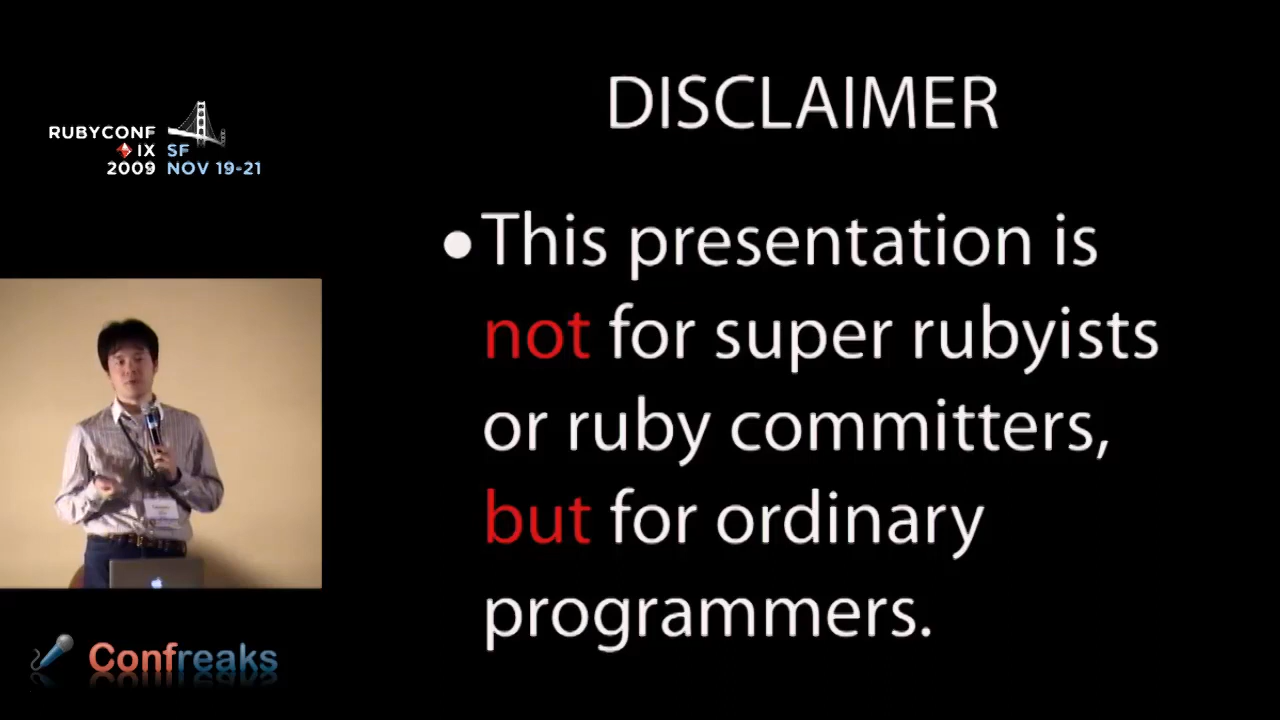 RUBYCONF
IX SF
2009 NOV 19-21
DISCLAIMER
•This presentation is
not for super rubyists
or ruby committers,
but for ordinary
programmers.
Confreaks